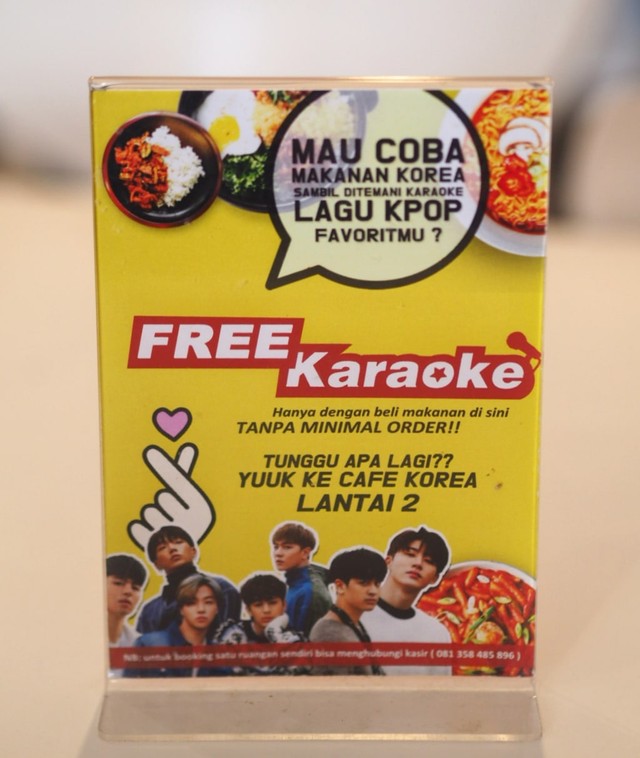 MAU COBA
MAKANAN KOREA
SAMBIL DITEMANI KARAOKE
LAGU KPOP
FAVORITMU ?
FREE
Karaoke
Hanya dengan beli makanan di sini
TANPA MINIMAL ORDER!!
TUNGGU APA LAGI??
YUUK KE CAFE KOREA
LANTAI 2
NB: untuk booking satu ruangan sendiri bisa menghubungi kasir ( 081 358 485 896 )